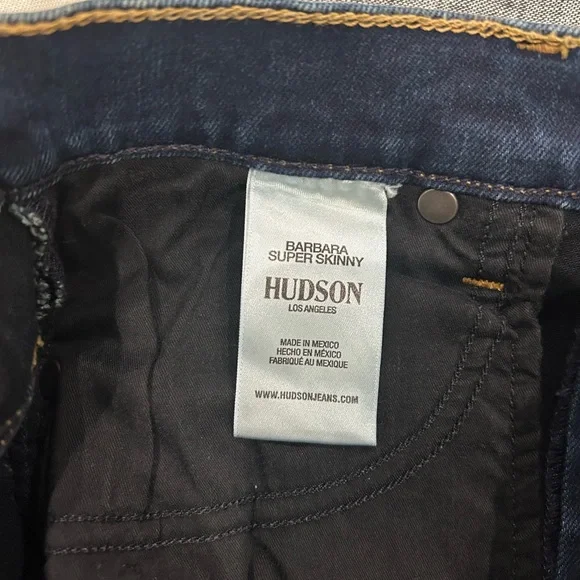 BARBARA
SUPER SKINNY
HUDSON
LOS ANGELES
MADE IN MEXICO
HECHO EN MÉXICO
FABRIQUÉ AU MEXIQUE
WWW.HUDSONJEANS.COM